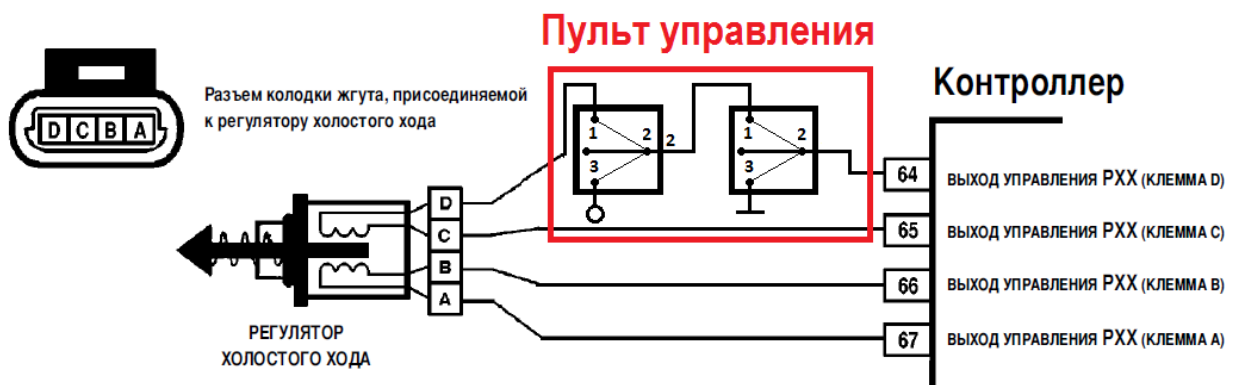 Пульт управления
Контроллер
Разъем колодки жгута, присоединяемой
к регулятору холостого хода
D C B A
1 2 2
3
1 2
3
D
C
B
A
64 ВЫХОД УПРАВЛЕНИЯ РХХ (КЛЕММА D)
65 ВЫХОД УПРАВЛЕНИЯ РХХ (КЛЕММА C)
66 ВЫХОД УПРАВЛЕНИЯ РХХ (КЛЕММА B)
67 ВЫХОД УПРАВЛЕНИЯ РХХ (КЛЕММА A)
РЕГУЛЯТОР
ХОЛОСТОГО ХОДА